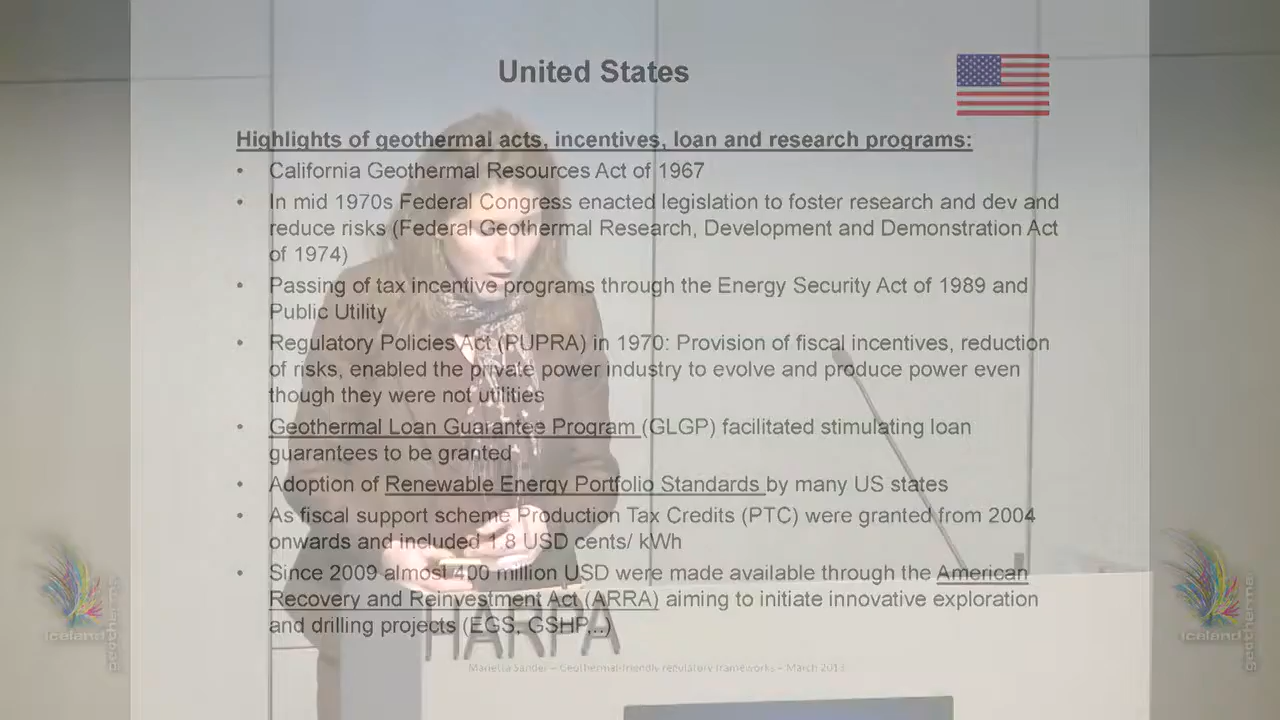 United States
Highlights of geothermal acts, incentives, loan and research programs:
• California Geothermal Resources Act of 1967
• In mid 1970s Federal Congress enacted legislation to foster research and dev and
reduce risks (Federal Geothermal Research, Development and Demonstration Act
of 1974)
• Passing of tax incentive programs through the Energy Security Act of 1989 and
Public Utility
• Regulatory Policies Act (PUPRA) in 1970: Provision of fiscal incentives, reduction
of risks, enabled the private power industry to evolve and produce power even
though they were not utilities
• Geothermal Loan Guarantee Program (GLGP) facilitated stimulating loan
guarantees to be granted
• Adoption of Renewable Energy Portfolio Standards by many US states
• As fiscal support scheme Production Tax Credits (PTC) were granted from 2004
onwards and included 1.8 USD cents/ kWh
• Since 2009 almost 400 million USD were made available through the American
Recovery and Reinvestment Act (ARRA) aiming to initiate innovative exploration
and drilling projects (EGS, GSHP,..)
HARPA
Marietta Sander – Geothermal-friendly regulatory frameworks – March 2013
iceland
geothermal
iceland
geothermal